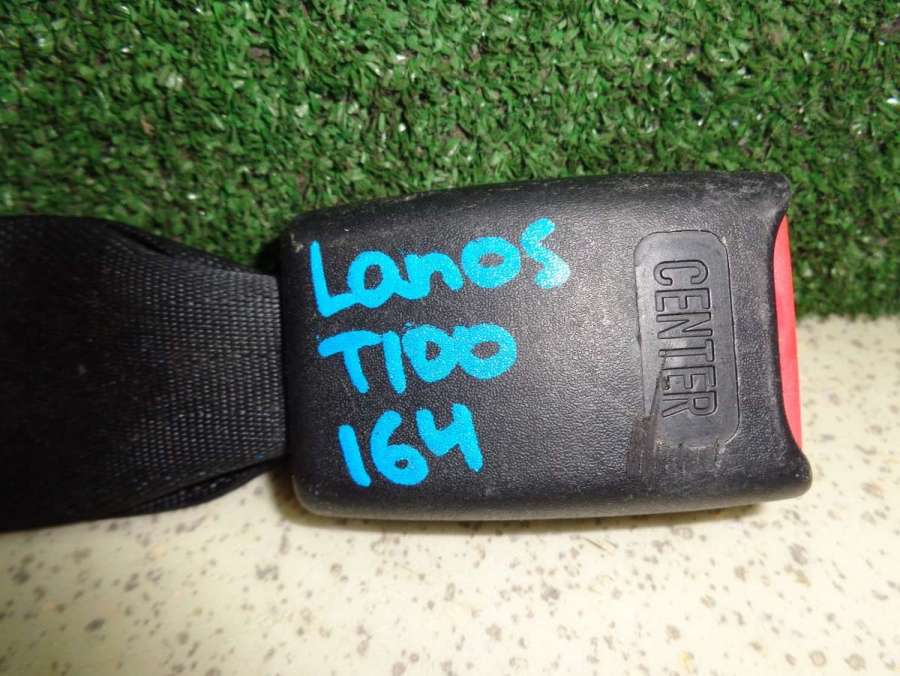 Lanos
T100
164
CENTER